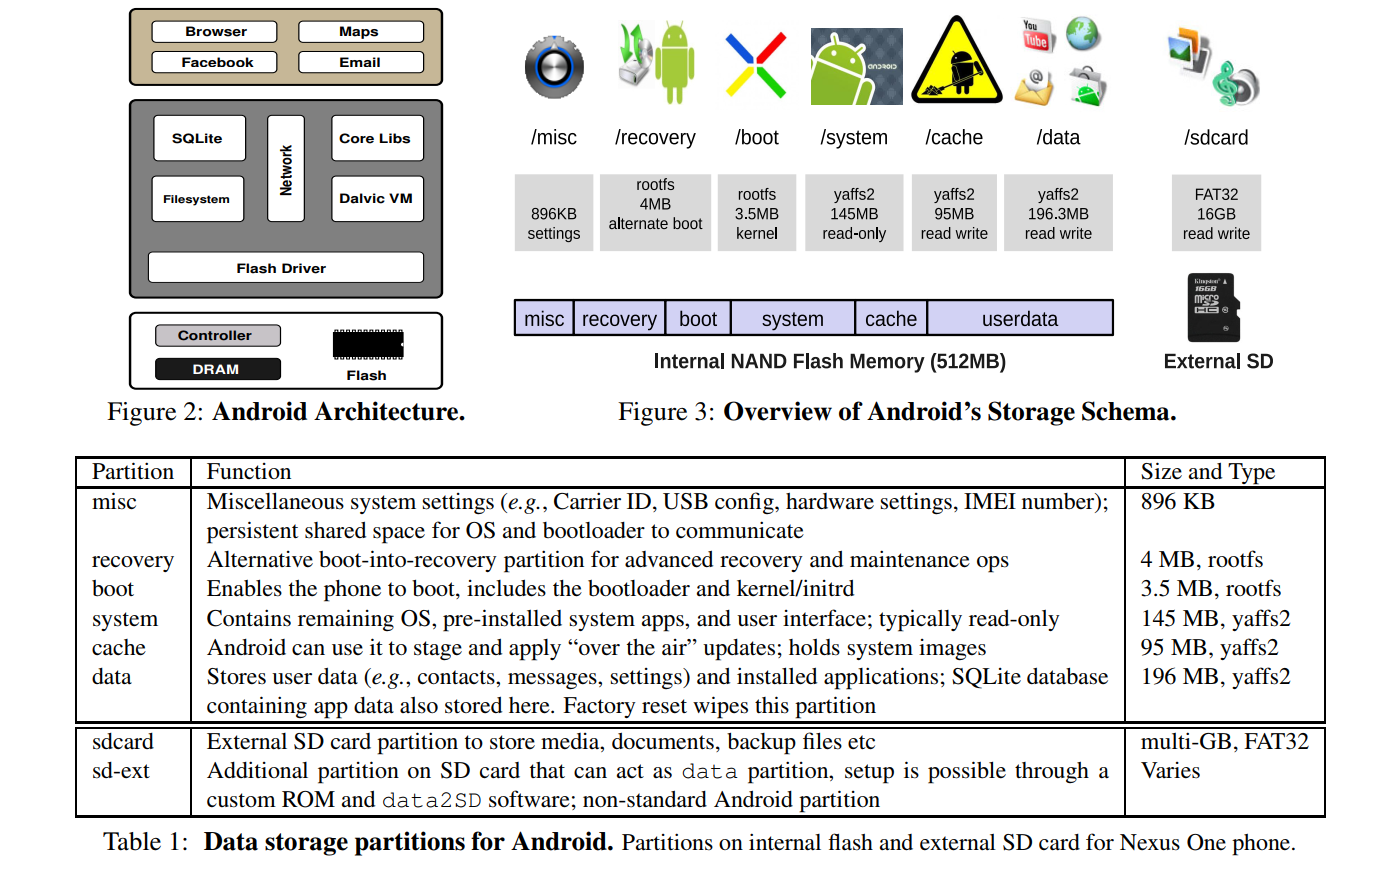 Browser
Maps
Facebook
Email
SQLite
Network
Core Libs
Filesystem
Dalvic VM
Flash Driver
Controller
DRAM
Flash
Figure 2: Android Architecture.
You
Tube
ANDROID
/misc
/recovery
/boot
/system
/cache
/data
/sdcard
896KB
settings
rootfs
4MB
alternate boot
rootfs
3.5MB
kernel
yaffs2
145MB
read-only
yaffs2
95MB
read write
yaffs2
196.3MB
read write
FAT32
16GB
read write
misc
recovery
boot
system
cache
userdata
Kingston
16GB
micro
SD
HC
Internal NAND Flash Memory (512MB)
External SD
Figure 3: Overview of Android's Storage Schema.
Partition Function Size and Type
misc Miscellaneous system settings (e.g., Carrier ID, USB config, hardware settings, IMEI number); 896 KB
persistent shared space for OS and bootloader to communicate
recovery Alternative boot-into-recovery partition for advanced recovery and maintenance ops 4 MB, rootfs
boot Enables the phone to boot, includes the bootloader and kernel/initrd 3.5 MB, rootfs
system Contains remaining OS, pre-installed system apps, and user interface; typically read-only 145 MB, yaffs2
cache Android can use it to stage and apply “over the air” updates; holds system images 95 MB, yaffs2
data Stores user data (e.g., contacts, messages, settings) and installed applications; SQLite database 196 MB, yaffs2
containing app data also stored here. Factory reset wipes this partition
sdcard External SD card partition to store media, documents, backup files etc multi-GB, FAT32
sd-ext Additional partition on SD card that can act as data partition, setup is possible through a Varies
custom ROM and data2SD software; non-standard Android partition
Table 1: Data storage partitions for Android. Partitions on internal flash and external SD card for Nexus One phone.